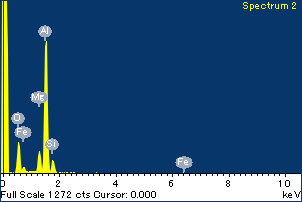 Spectrum 2
Al
Mg
O
Fe
Si
Fe
0 2 4 6 8 10
Full Scale 1272 cts Cursor: 0.000 keV